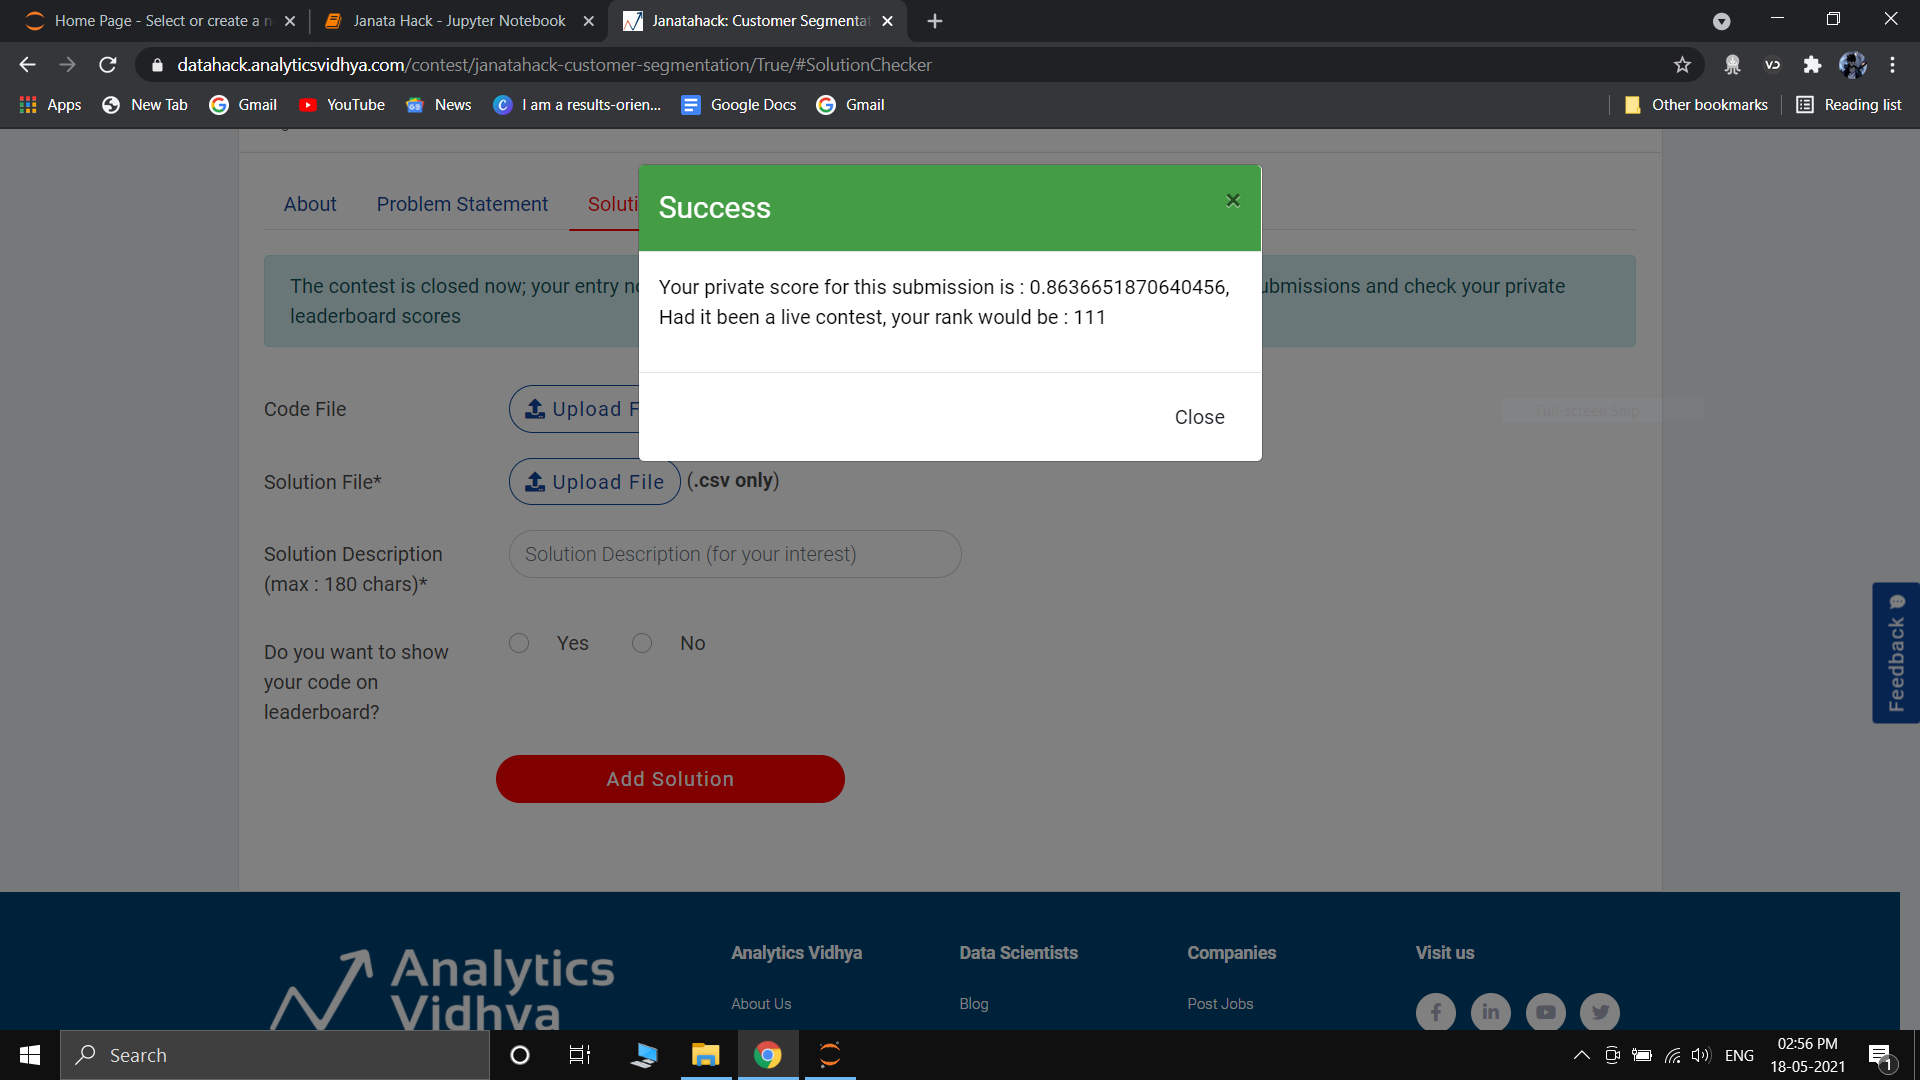 Home Page - Select or create a n
Janata Hack - Jupyter Notebook
Janatahack: Customer Segmentat
datahack.analyticsvidhya.com/contest/janatahack-customer-segmentation/True/#SolutionChecker
Apps
New Tab
Gmail
YouTube
News
I am a results-orien...
Google Docs
Gmail
Other bookmarks
Reading list
About
Problem Statement
Soluti
Success
×
The contest is closed now; your entry n
ubmissions and check your private
leaderboard scores
Your private score for this submission is : 0.8636651870640456,
Had it been a live contest, your rank would be : 111
Close
Code File
Upload F
Full-screen Snip
Solution File*
Upload File (.csv only)
Solution Description
(max : 180 chars)*
Solution Description (for your interest)
Do you want to show
your code on
leaderboard?
Yes
No
Feedback
Add Solution
Analytics
Vidhya
Analytics Vidhya
Data Scientists
Companies
Visit us
About Us
Blog
Post Jobs
Search
ENG
02:56 PM
18-05-2021
1